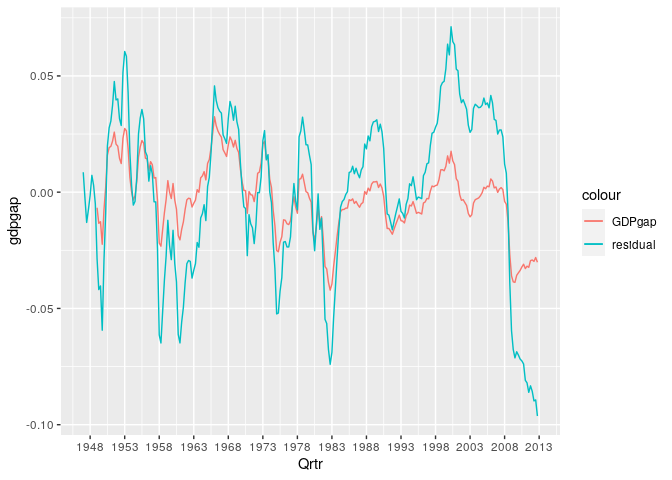 0.05
0.00
-0.05
-0.10
gdpgap
1948 1953 1958 1963 1968 1973 1978 1983 1988 1993 1998 2003 2008 2013
Qrtr
colour
GDPgap
residual